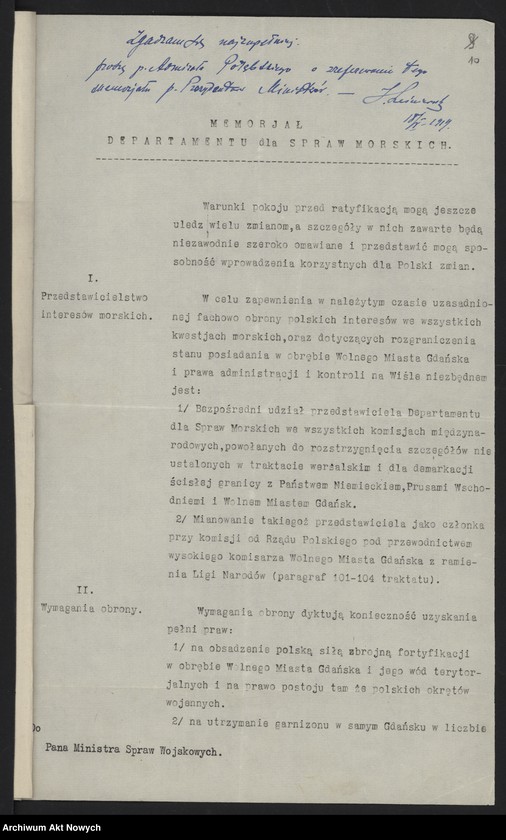 Zgadzam się najzupełniej.
prośbę p. Admirała Porębskiego o zreferowanie tego
memorjału p. Prezydentowi Ministrów. —
1919.
10
MEMORJAŁ
DEPARTAMENTU dla SPRAW MORSKICH.
Warunki pokoju przed ratyfikacją mogą jeszcze
uledz wielu zmianom,a szczegóły w nich zawarte będą
niezawodnie szeroko omawiane i przedstawić mogą spo-
sobność wprowadzenia korzystnych dla Polski zmian.
I.
Przedstawicielstwo
interesów morskich.
W celu zapewnienia w należytym czasie uzasadnio-
nej fachowo obrony polskich interesów we wszystkich
kwestjach morskich,oraz dotyczących rozgraniczenia
stanu posiadania w obrębie Wolnego Miasta Gdańska
i prawa administracji i kontroli na Wiśle niezbędnem
jest:
1/ Bezpośredni udział przedstawiciela Departamentu
dla Spraw Morskich we wszystkich komisjach międzyna-
rodowych,powołanych do rozstrzygnięcia szczegółów nie
ustalonych w traktacie wersalskim i dla demarkacji
ścisłej granicy z Państwem Niemieckiem,Prusami Wscho-
dniemi i Wolnem Miastem Gdańsk.
2/ Mianowanie takiegoż przedstawiciela jako członka
przy komisji od Rządu Polskiego pod przewodnictwem
wysokiego komisarza Wolnego Miasta Gdańska z ramie-
nia Ligi Narodów (paragraf 101-104 traktatu).
II.
Wymagania obrony.
Wymagania obrony dyktują konieczność uzyskania
pełni praw:
1/ na obsadzenie polską siłą zbrojną fortyfikacji
w obrębie Wolnego Miasta Gdańska i jego wód terytor-
jalnych i na prawo postoju tam że polskich okrętów
wojennych.
2/ na utrzymanie garnizonu w samym Gdańsku w liczbie
Do
Pana Ministra Spraw Wojskowych.
Archiwum Akt Nowych